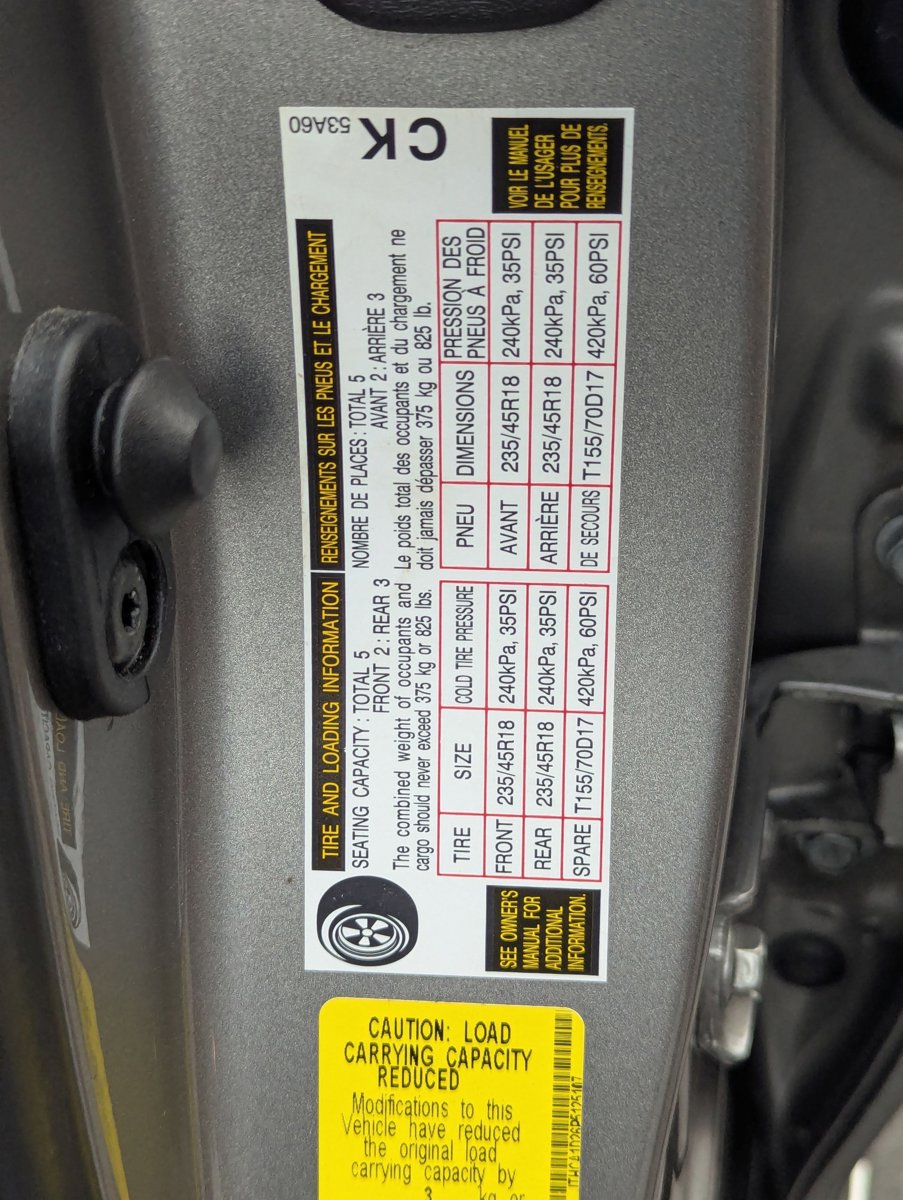 TIRE AND LOADING INFORMATION
RENSEIGNEMENTS SUR LES PNEUS ET LE CHARGEMENT
SEATING CAPACITY : TOTAL 5
FRONT 2 : REAR 3
The combined weight of occupants and
cargo should never exceed 375 kg or 825 lbs.
NOMBRE DE PLACES : TOTAL 5
AVANT 2 : ARRIÈRE 3
Le poids total des occupants et du chargement ne
doit jamais dépasser 375 kg ou 825 lb.
TIRE SIZE COLD TIRE PRESSURE
FRONT 235/45R18 240kPa, 35PSI
REAR 235/45R18 240kPa, 35PSI
SPARE T155/70D17 420kPa, 60PSI
PNEU DIMENSIONS PRESSION DES PNEUS À FROID
AVANT 235/45R18 240kPa, 35PSI
ARRIÈRE 235/45R18 240kPa, 35PSI
DE SECOURS T155/70D17 420kPa, 60PSI
SEE OWNER'S
MANUAL FOR
ADDITIONAL
INFORMATION.
VOIR LE MANUEL
DE L'USAGER
POUR PLUS DE
RENSEIGNEMENTS.
53A60
CK
CAUTION: LOAD
CARRYING CAPACITY
REDUCED
Modifications to this
Vehicle have reduced
the original load
carrying capacity by
3 kg or